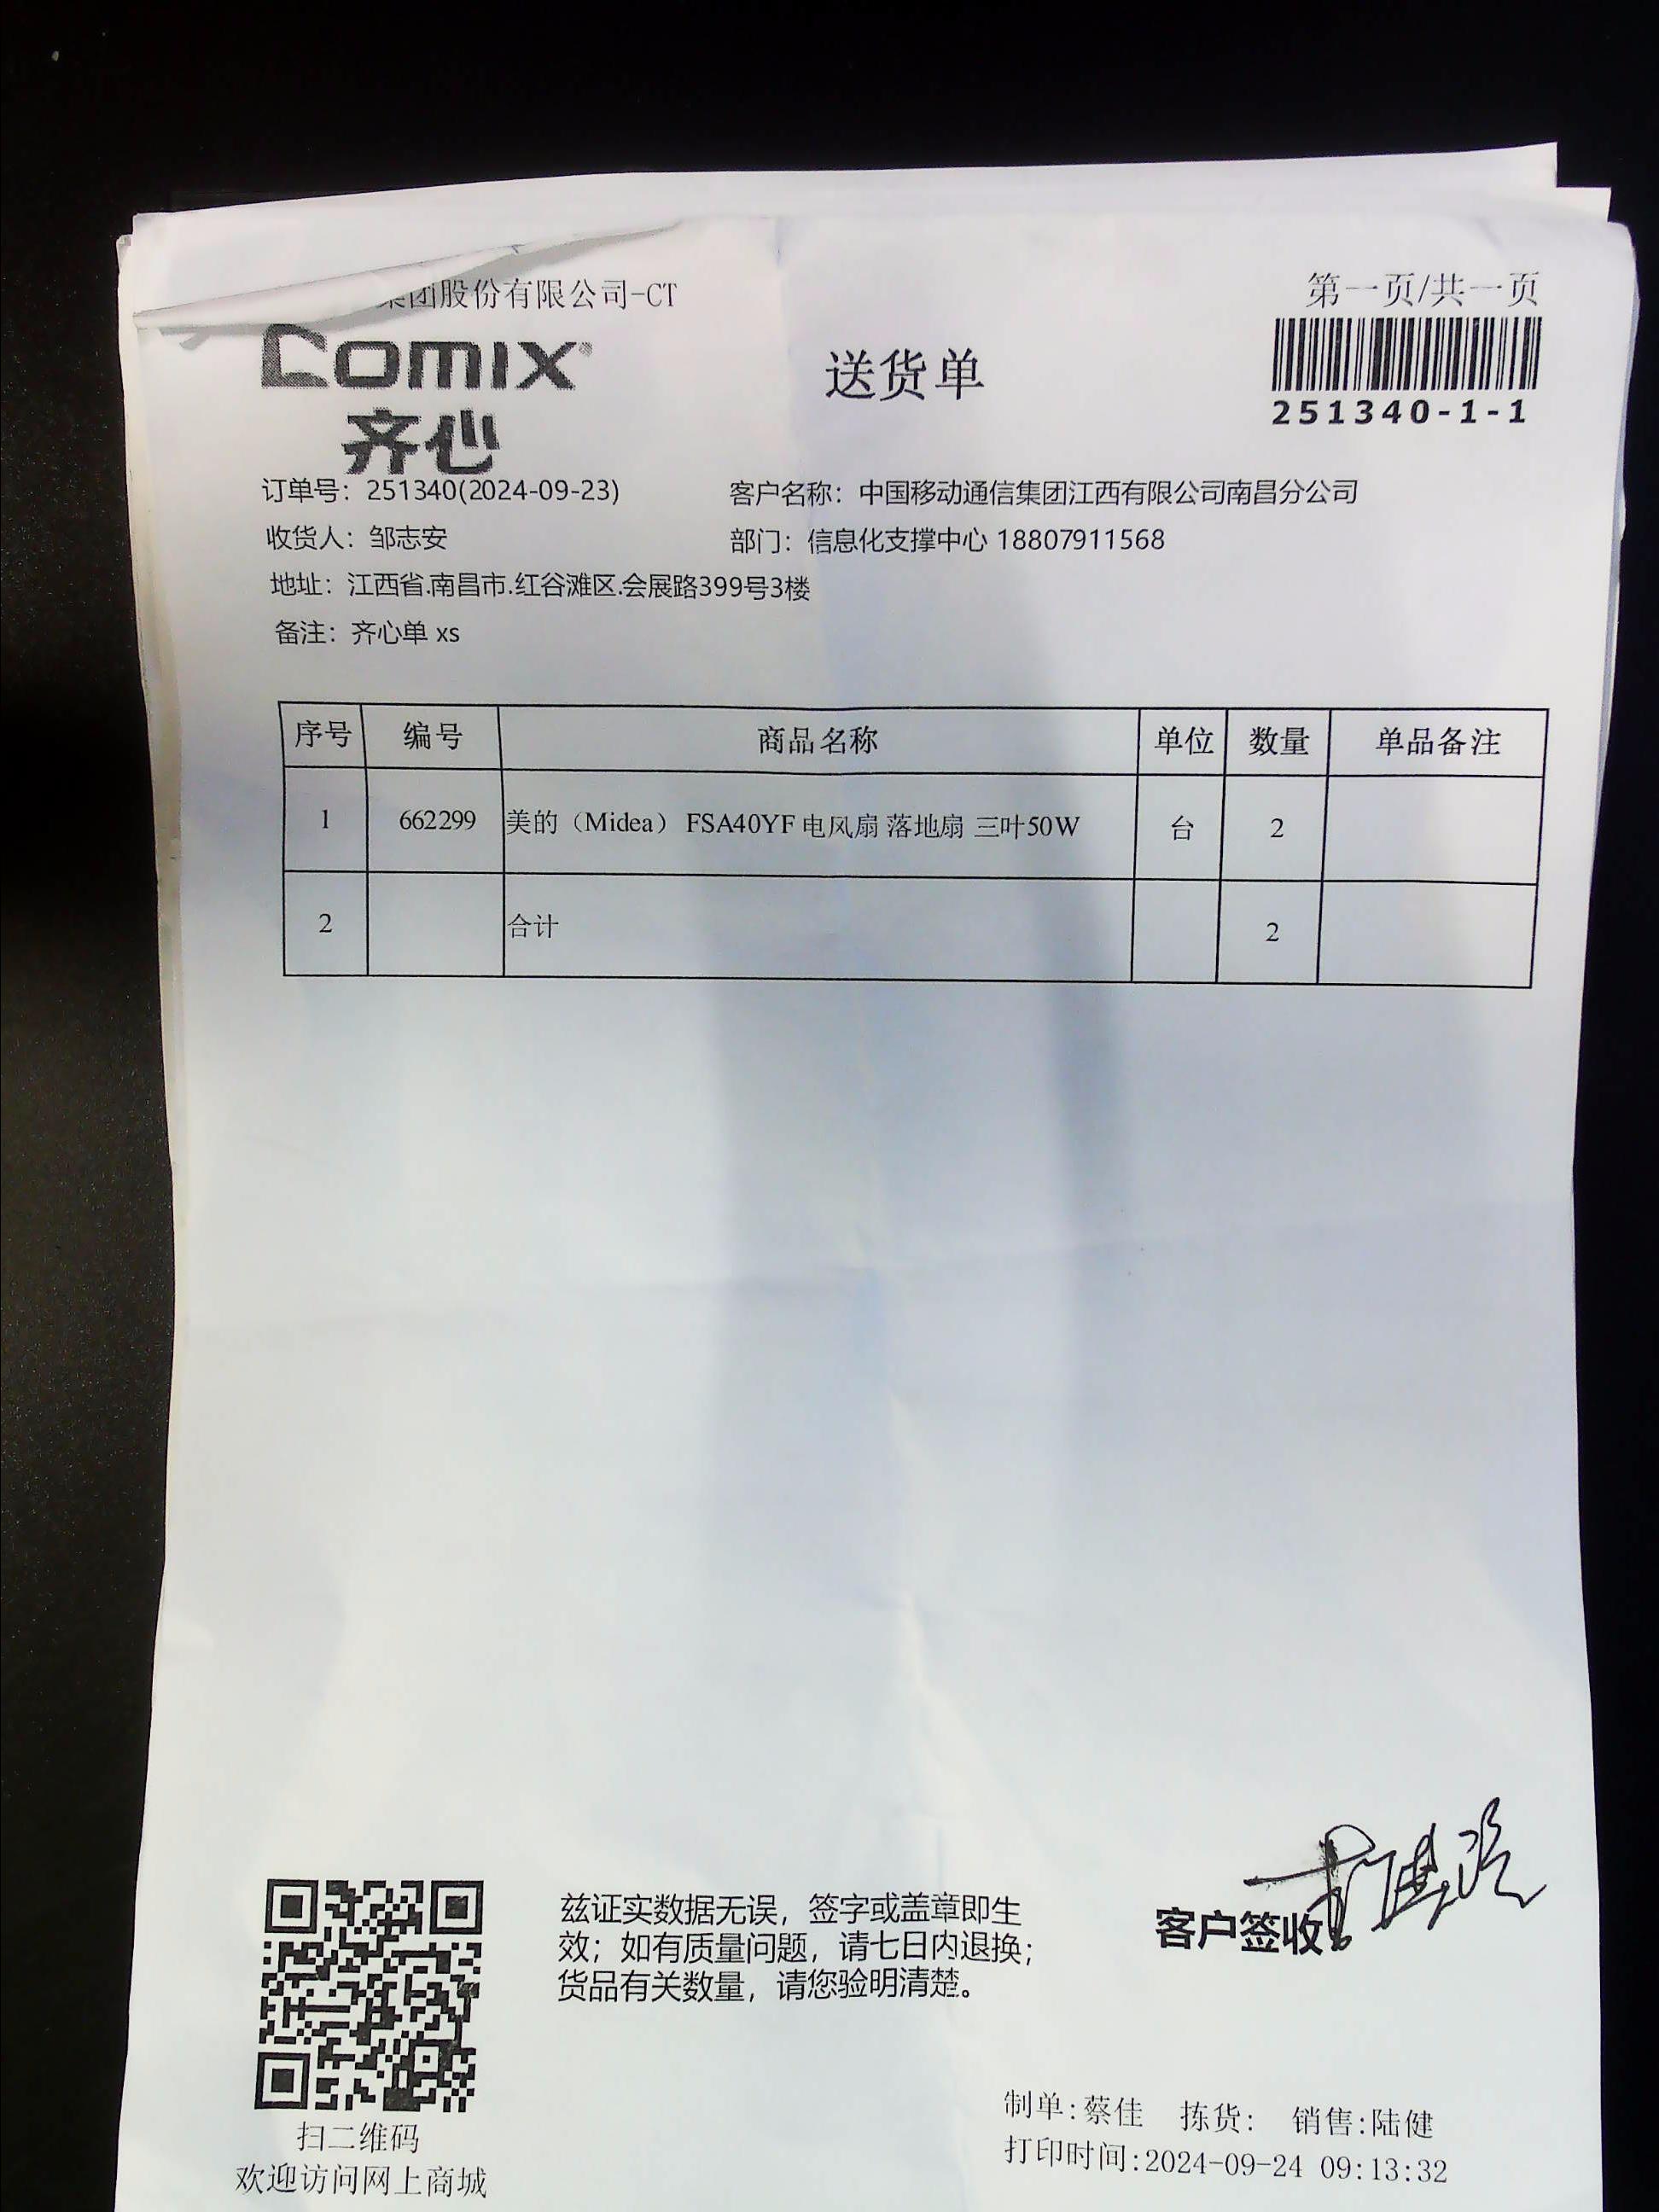 集团股份有限公司-CT
第一页/共一页
COMIX
齐心
送货单
251340-1-1
订单号：251340(2024-09-23)
客户名称：中国移动通信集团江西有限公司南昌分公司
收货人：邹志安
部门：信息化支撑中心 18807911568
地址：江西省.南昌市.红谷滩区.会展路399号3楼
备注：齐心单 xs
序号 编号 商品名称 单位 数量 单品备注
1 662299 美的（Midea） FSA40YF 电风扇 落地扇 三叶50W 台 2
2 合计 2
兹证实数据无误，签字或盖章即生
效；如有质量问题，请七日内退换；
货品有关数量，请您验明清楚。
客户签收
扫二维码
欢迎访问网上商城
制单:蔡佳 拣货: 销售:陆健
打印时间:2024-09-24 09:13:32